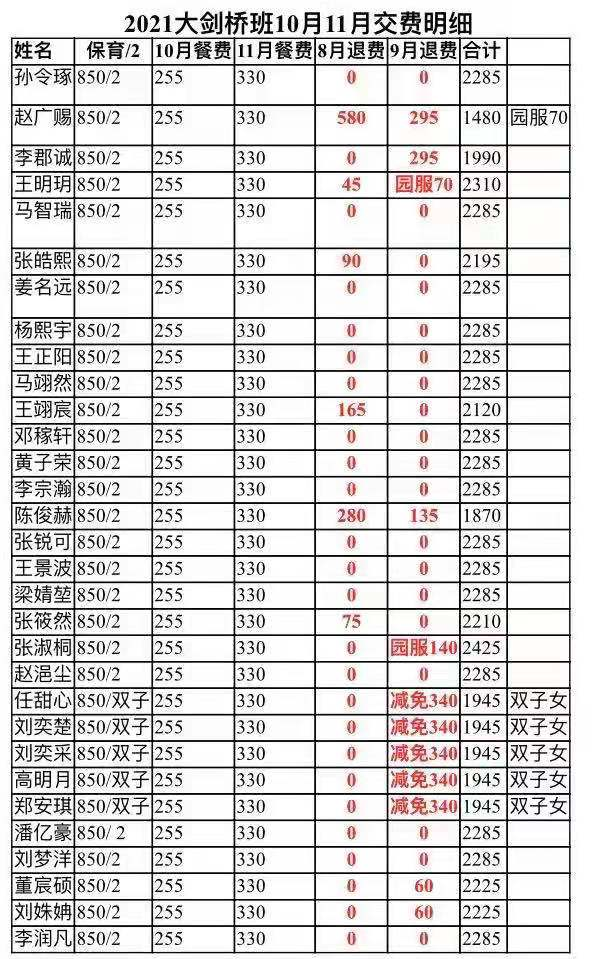 2021大剑桥班10月11月交费明细
姓名 保育/2 10月餐费 11月餐费 8月退费 9月退费 合计
孙令琢 850/2 255 330 0 0 2285
赵广赐 850/2 255 330 580 295 1480 园服70
李郡诚 850/2 255 330 0 295 1990
王明玥 850/2 255 330 45 园服70 2310
马智瑞 850/2 255 330 0 0 2285
张皓熙 850/2 255 330 90 0 2195
姜名远 850/2 255 330 0 0 2285
杨熙宇 850/2 255 330 0 0 2285
王正阳 850/2 255 330 0 0 2285
马翊然 850/2 255 330 0 0 2285
王翊宸 850/2 255 330 165 0 2120
邓稼轩 850/2 255 330 0 0 2285
黄子荣 850/2 255 330 0 0 2285
李宗瀚 850/2 255 330 0 0 2285
陈俊赫 850/2 255 330 280 135 1870
张锐可 850/2 255 330 0 0 2285
王景波 850/2 255 330 0 0 2285
梁婧堃 850/2 255 330 0 0 2285
张筱然 850/2 255 330 75 0 2210
张淑桐 850/2 255 330 0 园服140 2425
赵浥尘 850/2 255 330 0 0 2285
任甜心 850/双子 255 330 0 减免340 1945 双子女
刘奕楚 850/双子 255 330 0 减免340 1945 双子女
刘奕采 850/双子 255 330 0 减免340 1945 双子女
高明月 850/双子 255 330 0 减免340 1945 双子女
郑安琪 850/双子 255 330 0 减免340 1945 双子女
潘亿豪 850/ 2 255 330 0 0 2285
刘梦洋 850/2 255 330 0 0 2285
董宸硕 850/2 255 330 0 60 2225
刘姝妠 850/2 255 330 0 60 2225
李润凡 850/2 255 330 0 0 2285